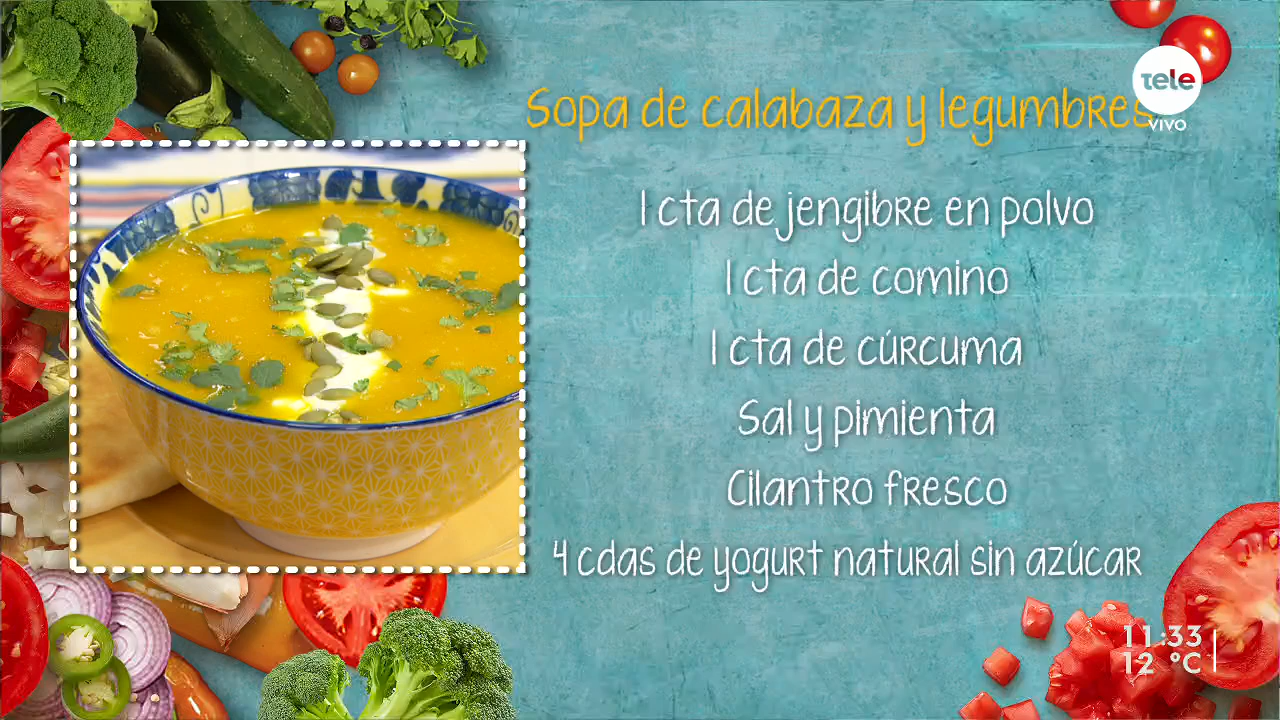 tele
VIVO
Sopa de calabaza y legumbres
1 cta de jengibre en polvo
1 cta de comino
1 cta de cúrcuma
Sal y pimienta
Cilantro fresco
4 cdas de yogurt natural sin azúcar
11:33
12 °C